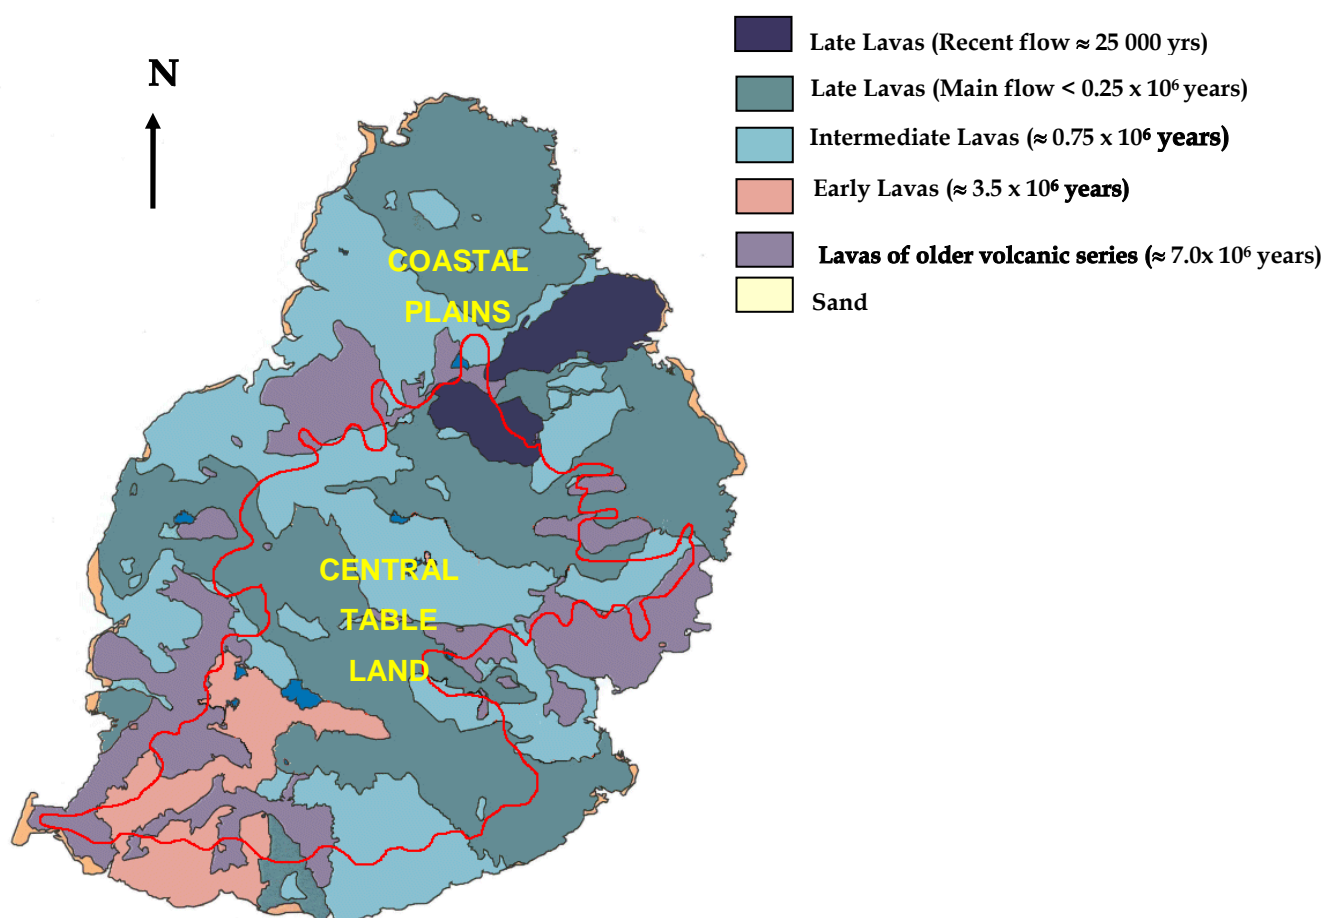 N
Late Lavas (Recent flow ≈ 25 000 yrs)
Late Lavas (Main flow < 0.25 x 10⁶ years)
Intermediate Lavas (≈ 0.75 x 10⁶ years)
Early Lavas (≈ 3.5 x 10⁶ years)
Lavas of older volcanic series (≈ 7.0x 10⁶ years)
Sand
COASTAL
PLAINS
CENTRAL
TABLE
LAND